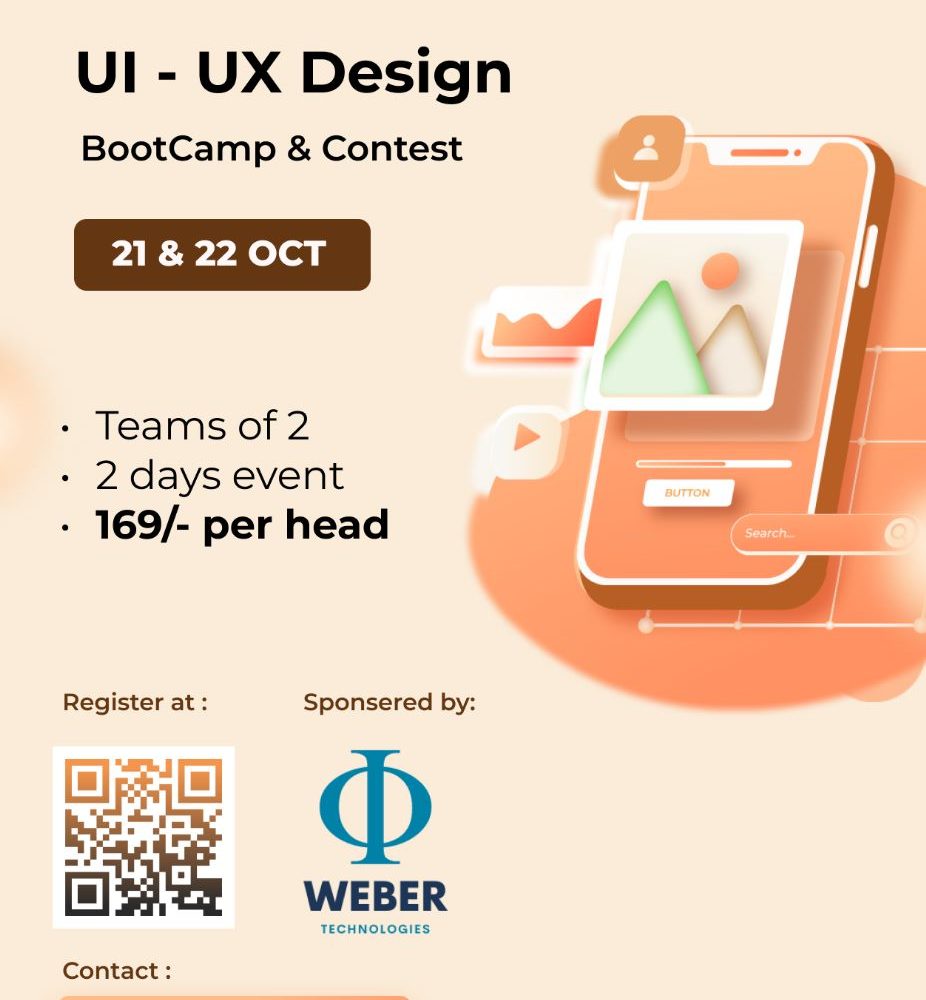 UI - UX Design
BootCamp & Contest
21 & 22 OCT
• Teams of 2
• 2 days event
• 169/- per head
BUTTON
Search...
Register at :
Sponsered by:
WEBER
TECHNOLOGIES
Contact :